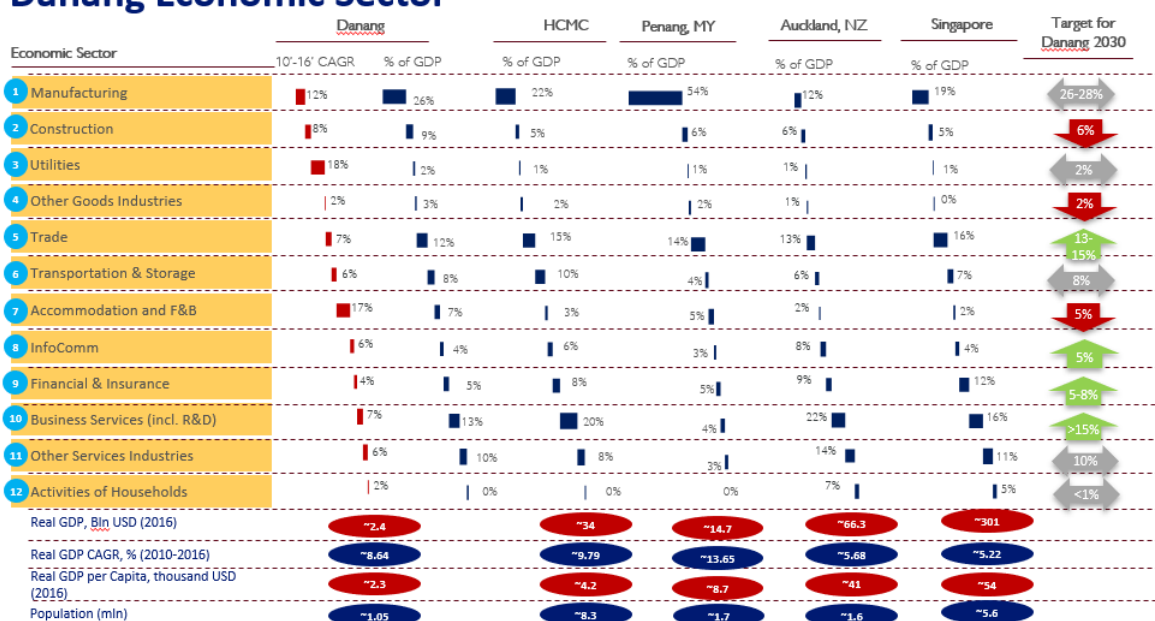 Danang Economic Sector
Danang HCMC Penang, MY Auckland, NZ Singapore Target for
Danang 2030
Economic Sector
10'-16' CAGR % of GDP % of GDP % of GDP % of GDP % of GDP
1 Manufacturing 12% 26% 22% 54% 12% 19% 26-28%
2 Construction 8% 9% 5% 6% 6% 5% 6%
3 Utilities 18% 2% 1% 1% 1% 1% 2%
4 Other Goods Industries 2% 3% 2% 2% 1% 0% 2%
5 Trade 7% 12% 15% 14% 13% 16% 13-
15%
6 Transportation & Storage 6% 8% 10% 4% 6% 7% 8%
7 Accommodation and F&B 17% 7% 3% 5% 2% 2% 5%
8 InfoComm 6% 4% 6% 3% 8% 4% 5%
9 Financial & Insurance 4% 5% 8% 5% 9% 12% 5-8%
10 Business Services (incl. R&D) 7% 13% 20% 4% 22% 16% >15%
11 Other Services Industries 6% 10% 8% 3% 14% 11% 10%
12 Activities of Households 2% 0% 0% 0% 7% 5% <1%
Real GDP, Bln USD (2016) ~2.4 ~34 ~14.7 ~66.3 ~301
Real GDP CAGR, % (2010-2016) ~8.64 ~9.79 ~13.65 ~5.68 ~5.22
Real GDP per Capita, thousand USD
(2016) ~2.3 ~4.2 ~8.7 ~41 ~54
Population (mln) ~1.05 ~8.3 ~1.7 ~1.6 ~5.6